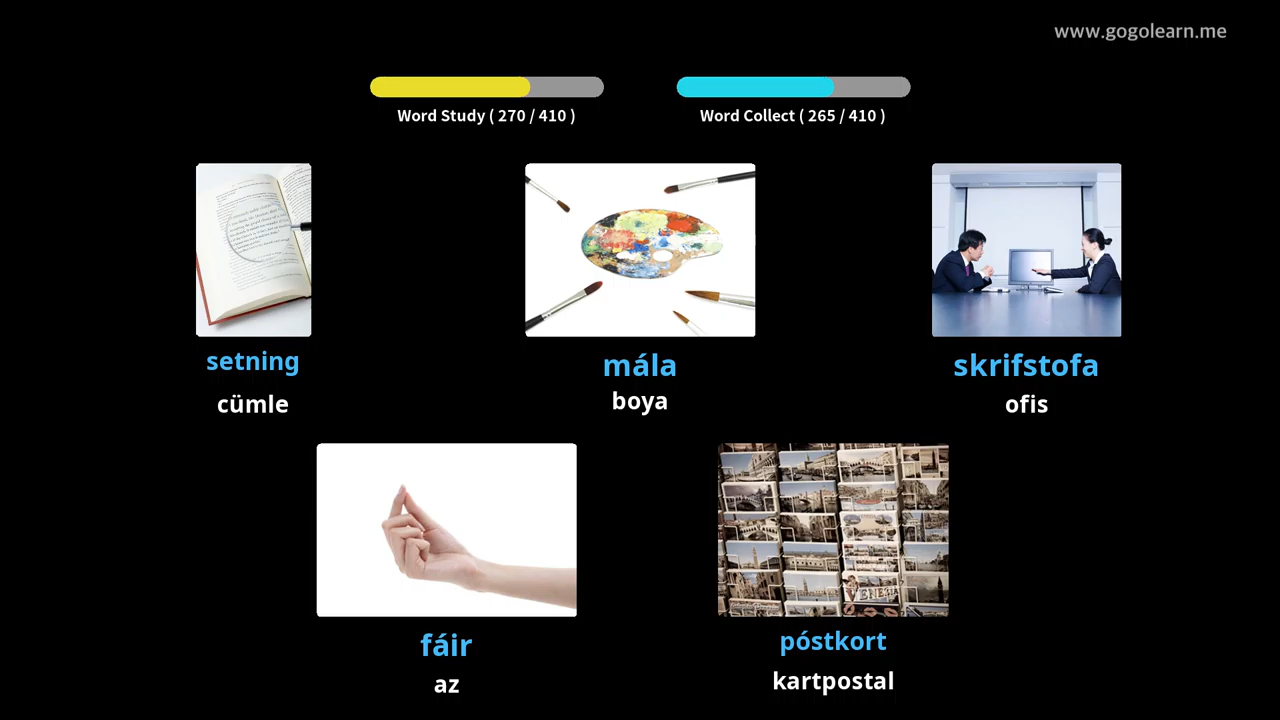 www.gogolearn.me
Word Study ( 270 / 410 )
Word Collect ( 265 / 410 )
setning
cümle
mála
boya
skrifstofa
ofis
fáir
az
póstkort
kartpostal